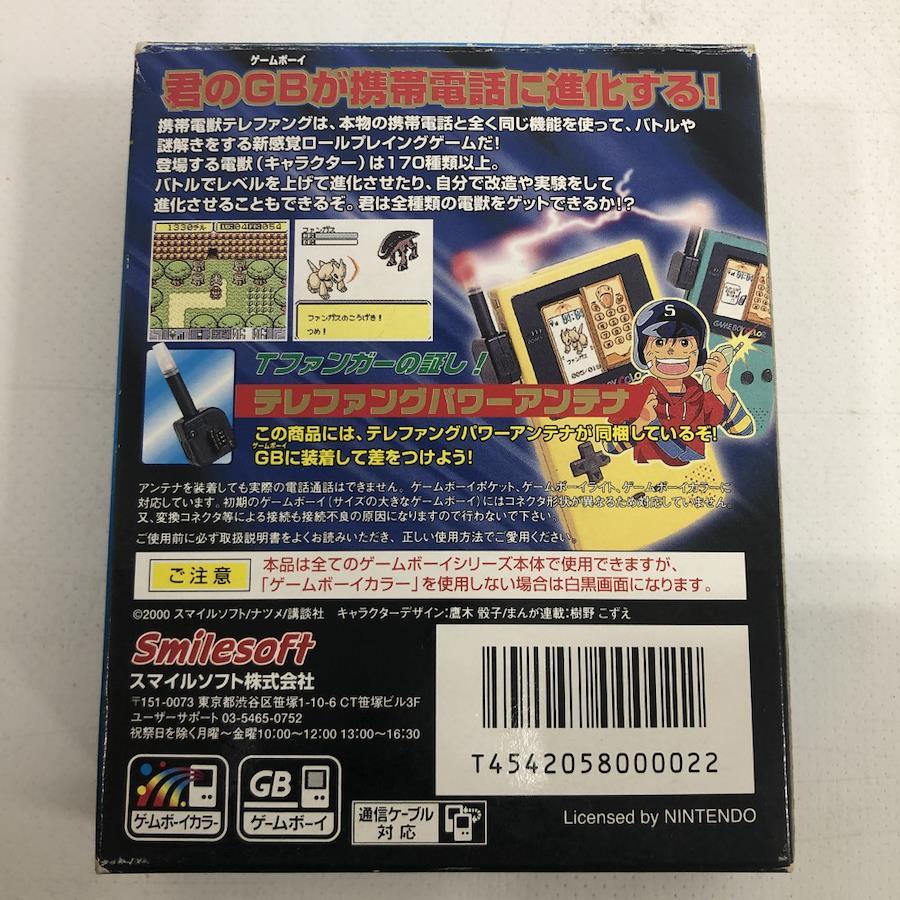 ゲームボーイ
君のGBが携帯電話に進化する!
携帯電獣テレファングは、本物の携帯電話と全く同じ機能を使って、バトルや
謎解きをする新感覚ロールプレイングゲームだ!
登場する電獣(キャラクター)は170種類以上。
バトルでレベルを上げて進化させたり、自分で改造や実験をして
進化させることもできるぞ。君は全種類の電獣をゲットできるか!?
1330チル
ファンガス
ファンガスのこうげき!
つめ!
GAME BOY COLOR
S
Tファンガーの証し!
テレファングパワーアンテナ
この商品には、テレファングパワーアンテナが同梱しているぞ!
ゲームボーイ
GBに装着して差をつけよう!
アンテナを装着しても実際の電話通話はできません。ゲームボーイポケット、ゲームボーイライト、ゲームボーイカラーに
対応しています。初期のゲームボーイ(サイズの大きなゲームボーイ)にはコネクタ形状が異なるため対応していません。
又、変換コネクタ等による接続も接続不良の原因になりますので行わないで下さい。
ご使用前に必ず取扱説明書をよくお読みいただき、正しい使用方法でご愛用ください。
ご注意
本品は全てのゲームボーイシリーズ本体で使用できますが、
「ゲームボーイカラー」を使用しない場合は白黒画面になります。
©2000 スマイルソフト/ナツメ/講談社 キャラクターデザイン:鷹木 骰子/まんが連載:樹野 こずえ
Smilesoft
スマイルソフト株式会社
〒151-0073 東京都渋谷区笹塚1-10-6 CT笹塚ビル3F
ユーザーサポート 03-5465-0752
祝祭日を除く月曜〜金曜10:00〜12:00 13:00〜16:30
T4542058000022
ゲームボーイカラー
GB
ゲームボーイ
通信ケーブル
対応
Licensed by NINTENDO